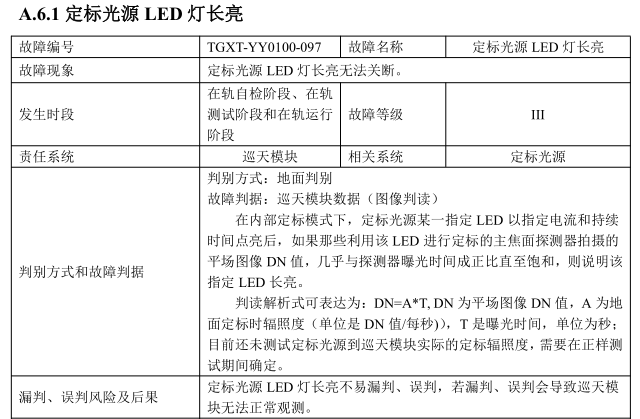 A.6.1 定标光源 LED 灯长亮
故障编号 TGXT-YY0100-097 故障名称 定标光源 LED 灯长亮
故障现象 定标光源 LED 灯长亮无法关断。
发生时段 在轨自检阶段、在轨测试阶段和在轨运行阶段 故障等级 III
责任系统 巡天模块 相关系统 定标光源
判别方式和故障判据
判别方式：地面判别
故障判据：巡天模块数据（图像判读）
在内部定标模式下，定标光源某一指定 LED 以指定电流和持续
时间点亮后，如果那些利用该 LED 进行定标的主焦面探测器拍摄的
平场图像 DN 值，几乎与探测器曝光时间成正比直至饱和，则说明该
指定 LED 长亮。
判读解析式可表达为：DN=A*T, DN 为平场图像 DN 值，A 为地
面定标时辐照度（单位是 DN 值/每秒)），T 是曝光时间，单位为秒；
目前还未测试定标光源到巡天模块实际的定标辐照度，需要在正样测
试期间确定。
漏判、误判风险及后果
定标光源 LED 灯长亮不易漏判、误判，若漏判、误判会导致巡天模
块无法正常观测。